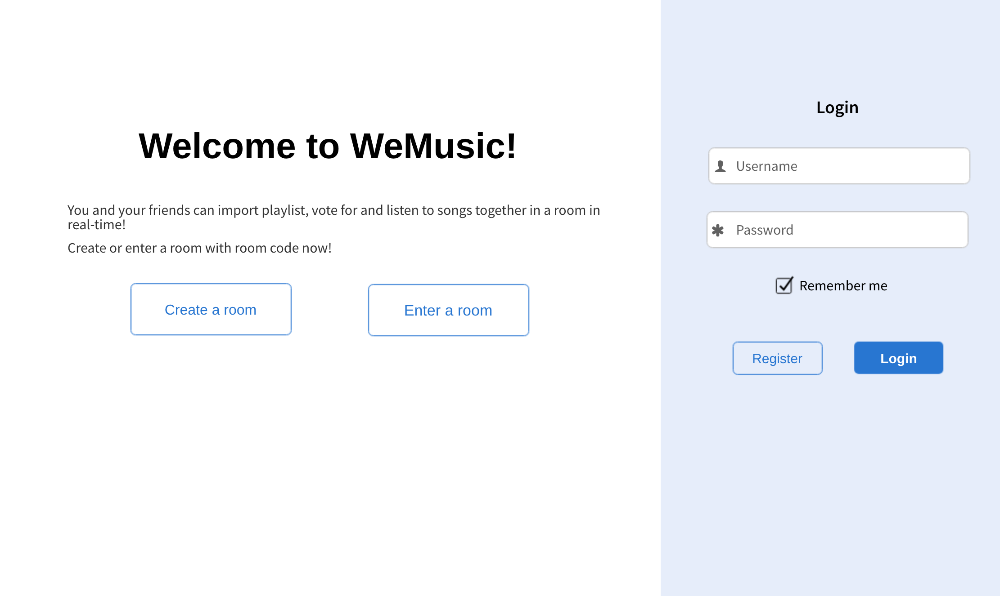 Welcome to WeMusic!
You and your friends can import playlist, vote for and listen to songs together in a room in
real-time!
Create or enter a room with room code now!
Create a room
Enter a room
Login
Username
Password
Remember me
Register
Login